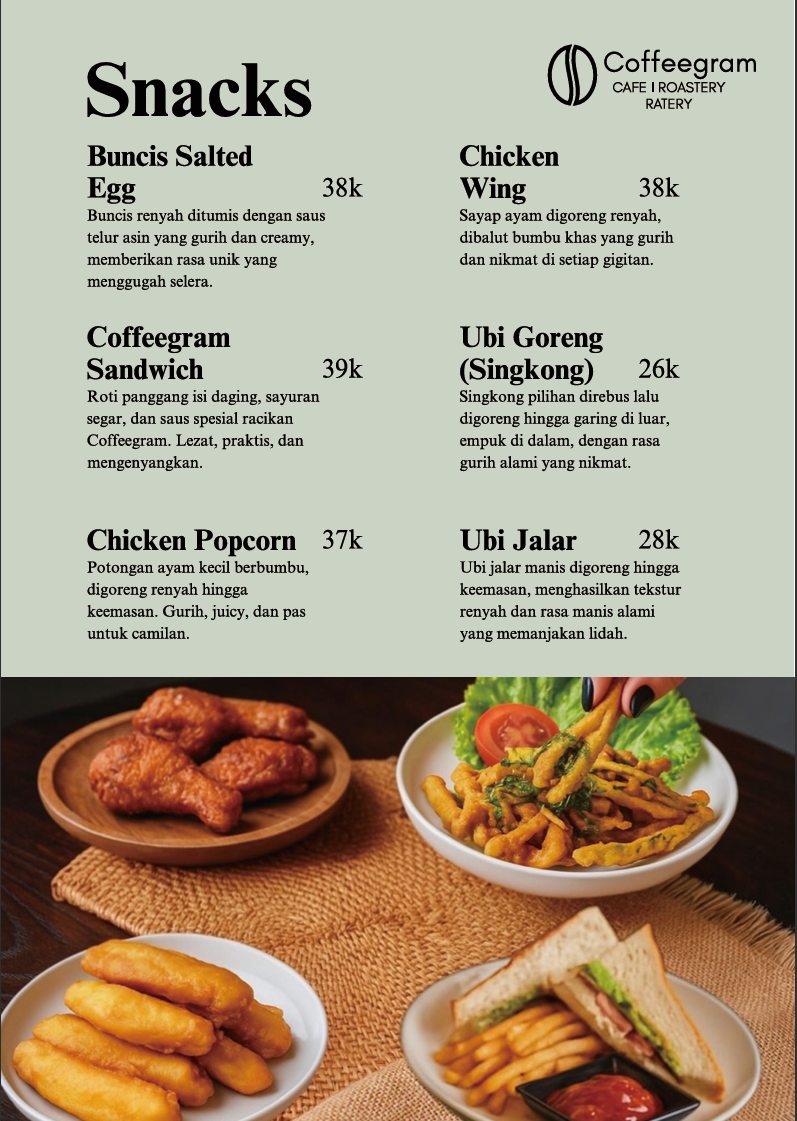 Snacks
Coffeegram
CAFE I ROASTERY
RATERY
Buncis Salted
Egg 38k
Buncis renyah ditumis dengan saus
telur asin yang gurih dan creamy,
memberikan rasa unik yang
menggugah selera.
Chicken
Wing 38k
Sayap ayam digoreng renyah,
dibalut bumbu khas yang gurih
dan nikmat di setiap gigitan.
Coffeegram
Sandwich 39k
Roti panggang isi daging, sayuran
segar, dan saus spesial racikan
Coffeegram. Lezat, praktis, dan
mengenyangkan.
Ubi Goreng
(Singkong) 26k
Singkong pilihan direbus lalu
digoreng hingga garing di luar,
empuk di dalam, dengan rasa
gurih alami yang nikmat.
Chicken Popcorn 37k
Potongan ayam kecil berbumbu,
digoreng renyah hingga
keemasan. Gurih, juicy, dan pas
untuk camilan.
Ubi Jalar 28k
Ubi jalar manis digoreng hingga
keemasan, menghasilkan tekstur
renyah dan rasa manis alami
yang memanjakan lidah.